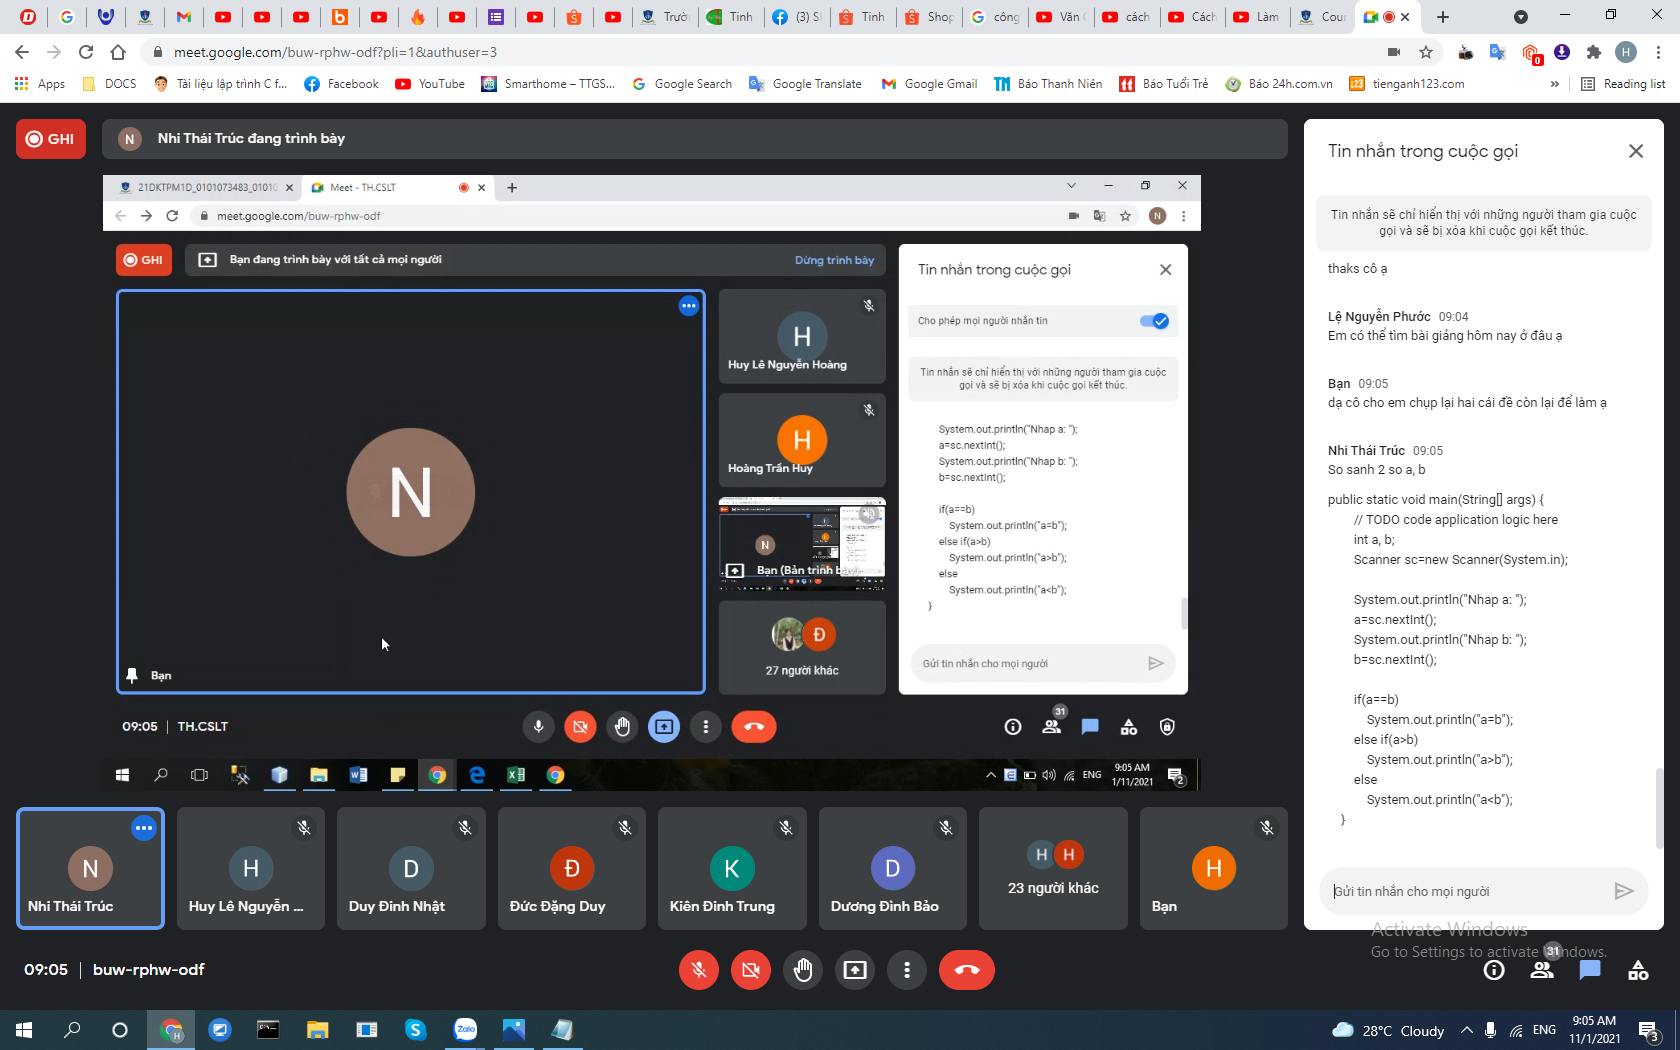 Trườ
Tinh
(3) S
Tinh
Shop
công
Văn
cách
Cách
Làm
Cour
meet.google.com/buw-rphw-odf?pli=1&authuser=3
0
H
Apps
DOCS
Tài liệu lập trình C f...
Facebook
YouTube
Smarthome – TTGS...
Google Search
Google Translate
Google Gmail
Báo Thanh Niên
Báo Tuổi Trẻ
Báo 24h.com.vn
tienganh123.com
»
Reading list
GHI
N
Nhi Thái Trúc đang trình bày
21DKTPM1D_0101073483_0101
Meet - TH.CSLT
meet.google.com/buw-rphw-odf
N
GHI
Bạn đang trình bày với tất cả mọi người
Dừng trình bày
N
Bạn
H
Huy Lê Nguyễn Hoàng
H
Hoàng Trần Huy
N
Bạn (Bản trình bày)
Đ
27 người khác
Tin nhắn trong cuộc gọi
Cho phép mọi người nhắn tin
Tin nhắn sẽ chỉ hiển thị với những người tham gia cuộc
gọi và sẽ bị xóa khi cuộc gọi kết thúc.
System.out.println("Nhap a: ");
a=sc.nextInt();
System.out.println("Nhap b: ");
b=sc.nextInt();
if(a==b)
System.out.println("a=b");
else if(a>b)
System.out.println("a>b");
else
System.out.println("a<b");
}
Gửi tin nhắn cho mọi người
09:05 | TH.CSLT
31
ENG
9:05 AM
1/11/2021
2
N
Nhi Thái Trúc
H
Huy Lê Nguyễn ...
D
Duy Đinh Nhật
Đ
Đức Đặng Duy
K
Kiên Đinh Trung
D
Dương Đình Bảo
H H
23 người khác
H
Bạn
09:05 | buw-rphw-odf
Tin nhắn trong cuộc gọi
Tin nhắn sẽ chỉ hiển thị với những người tham gia cuộc
gọi và sẽ bị xóa khi cuộc gọi kết thúc.
thaks cô ạ
Lệ Nguyễn Phước 09:04
Em có thể tìm bài giảng hôm nay ở đâu ạ
Bạn 09:05
dạ cô cho em chụp lại hai cái đề còn lại để làm ạ
Nhi Thái Trúc 09:05
So sanh 2 so a, b
public static void main(String[] args) {
// TODO code application logic here
int a, b;
Scanner sc=new Scanner(System.in);
System.out.println("Nhap a: ");
a=sc.nextInt();
System.out.println("Nhap b: ");
b=sc.nextInt();
if(a==b)
System.out.println("a=b");
else if(a>b)
System.out.println("a>b");
else
System.out.println("a<b");
}
Gửi tin nhắn cho mọi người
Activate Windows
Go to Settings to activate Windows.
31
Zalo
28°C Cloudy
ENG
9:05 AM
11/1/2021
3